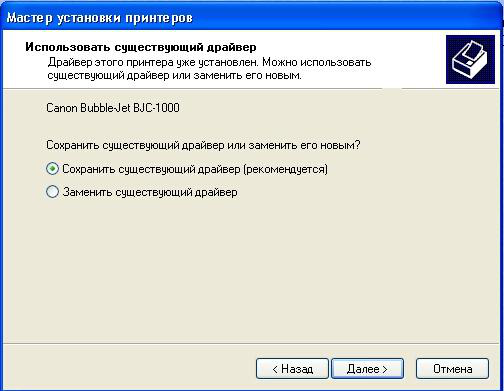 Мастер установки принтеров
Использовать существующий драйвер
Драйвер этого принтера уже установлен. Можно использовать
существующий драйвер или заменить его новым.
Canon Bubble-Jet BJC-1000
Сохранить существующий драйвер или заменить его новым?
Сохранить существующий драйвер (рекомендуется)
Заменить существующий драйвер
< Назад
Далее >
Отмена